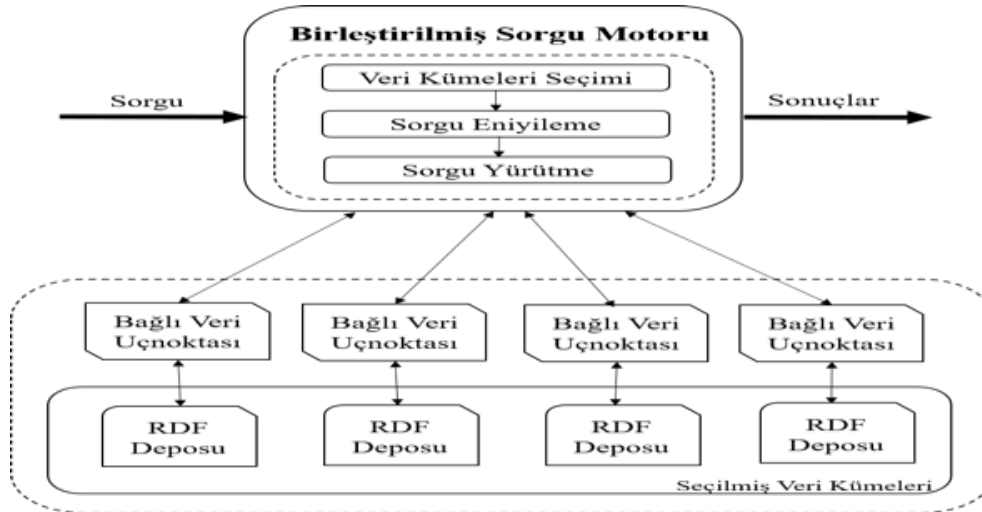 Birleştirilmiş Sorgu Motoru
Veri Kümeleri Seçimi
Sorgu
Sonuçlar
Sorgu Eniyileme
Sorgu Yürütme
Bağlı Veri
Uçnoktası
Bağlı Veri
Uçnoktası
Bağlı Veri
Uçnoktası
Bağlı Veri
Uçnoktası
RDF
Deposu
RDF
Deposu
RDF
Deposu
RDF
Deposu
Seçilmiş Veri Kümeleri